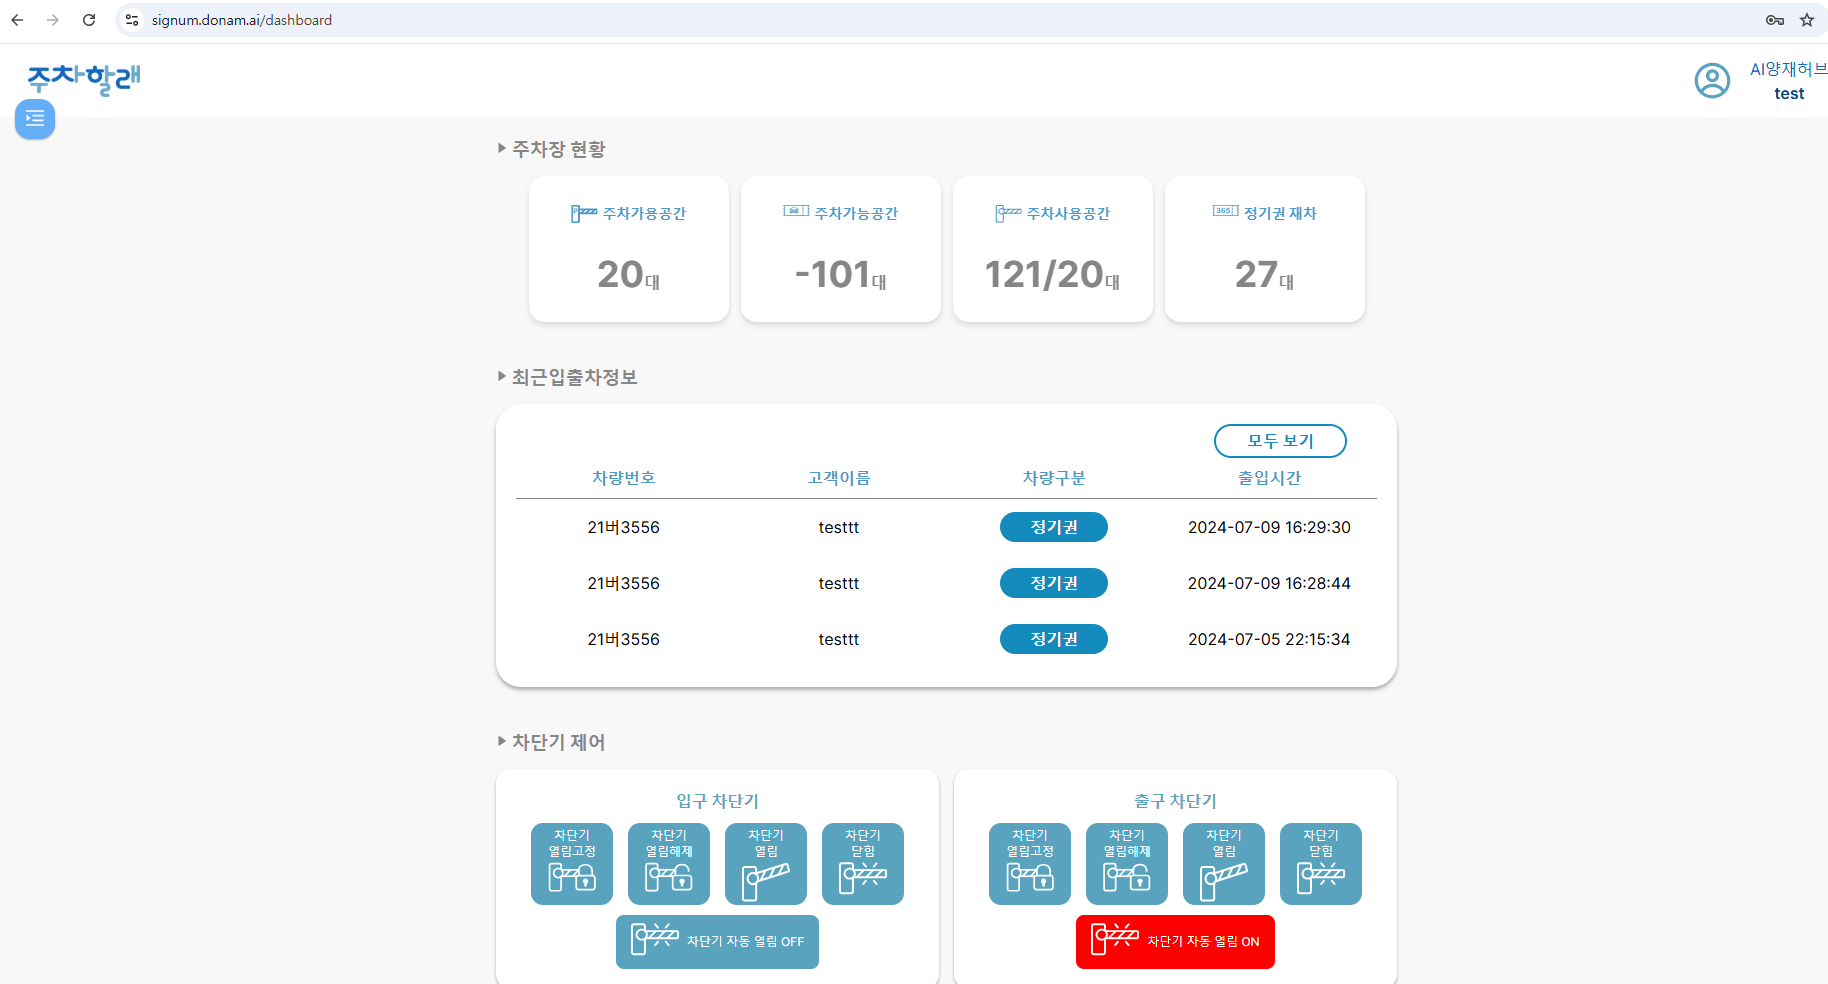 signum.donam.ai/dashboard
주차할래
AI양재허브
test
주차장 현황
주차가용공간
20대
주차가능공간
-101대
주차사용공간
121/20대
365
정기권 재차
27대
최근입출차정보
모두 보기
차량번호 고객이름 차량구분 출입시간
21버3556 testtt 정기권 2024-07-09 16:29:30
21버3556 testtt 정기권 2024-07-09 16:28:44
21버3556 testtt 정기권 2024-07-05 22:15:34
차단기 제어
입구 차단기
차단기
열림고정
차단기
열림해제
차단기
열림
차단기
닫힘
차단기 자동 열림 OFF
출구 차단기
차단기
열림고정
차단기
열림해제
차단기
열림
차단기
닫힘
차단기 자동 열림 ON